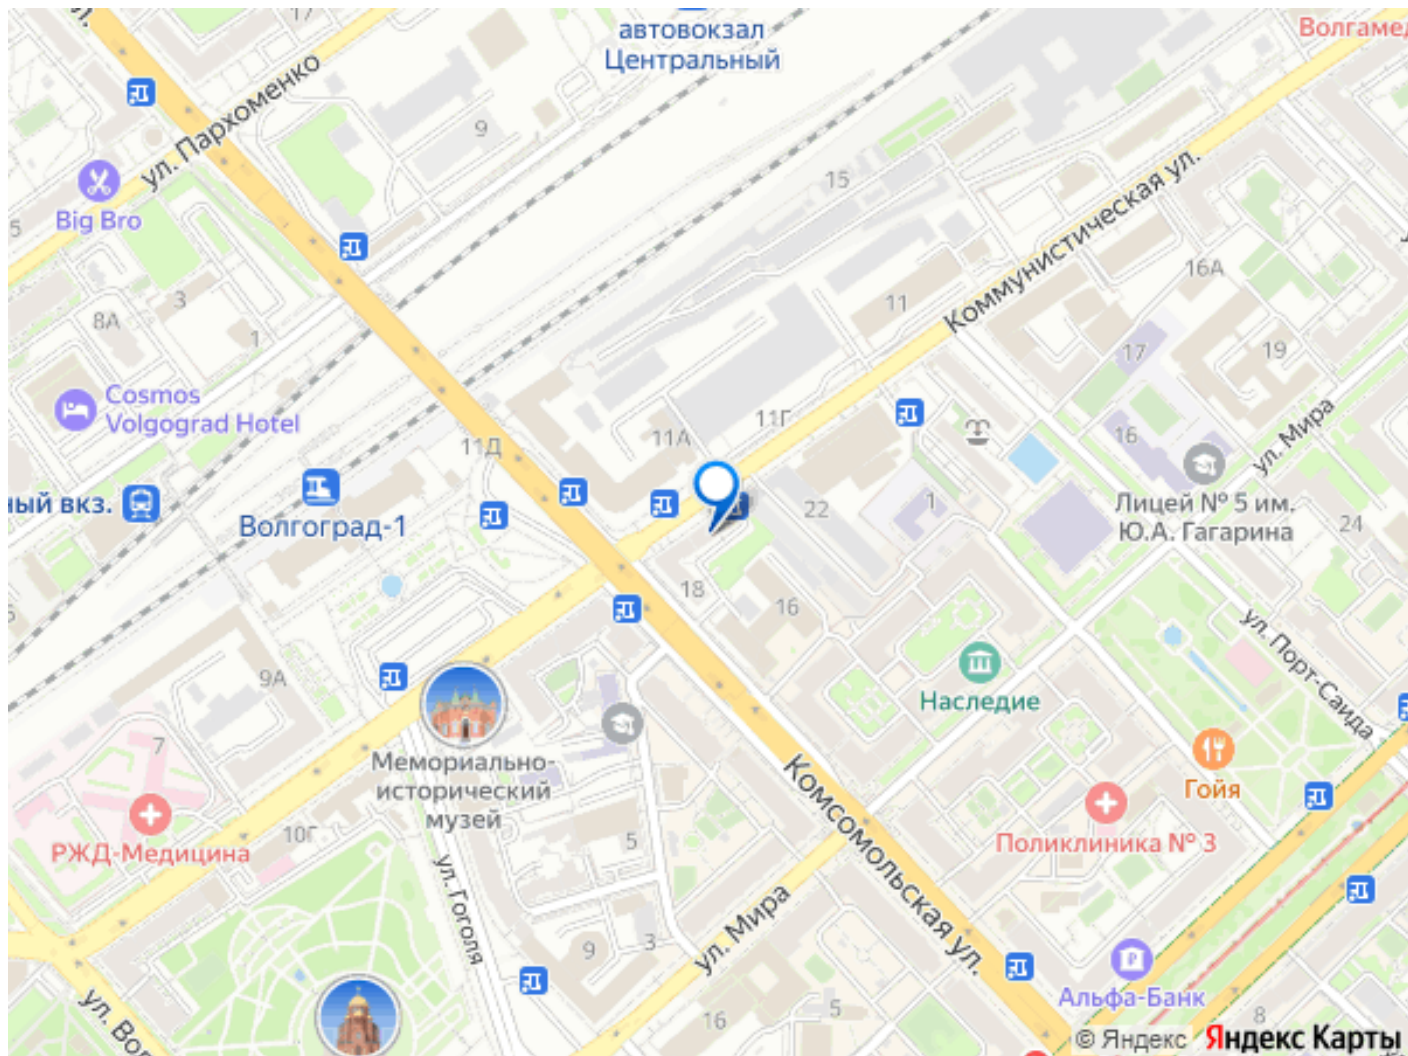 автовокзал
Центральный
Волгамед
ул. Пархоменко
9
17
15
Коммунистическая ул.
Big Bro
5
3
8А
1
16А
11
17
19
Cosmos
Volgograd Hotel
11Д
11А
11Г
16
ул. Мира
ный вкз.
Волгоград-1
22
1
Лицей № 5 им.
Ю.А. Гагарина
24
18
16
ул. Порт-Саида
Наследие
9А
7
Мемориально-
исторический
музей
Гойя
РЖД-Медицина
10Г
5
Поликлиника № 3
Комсомольская ул.
ул. Гоголя
ул. Мира
9
3
5
Альфа-Банк
ул. Вол
16
8
© Яндекс Яндекс Карты